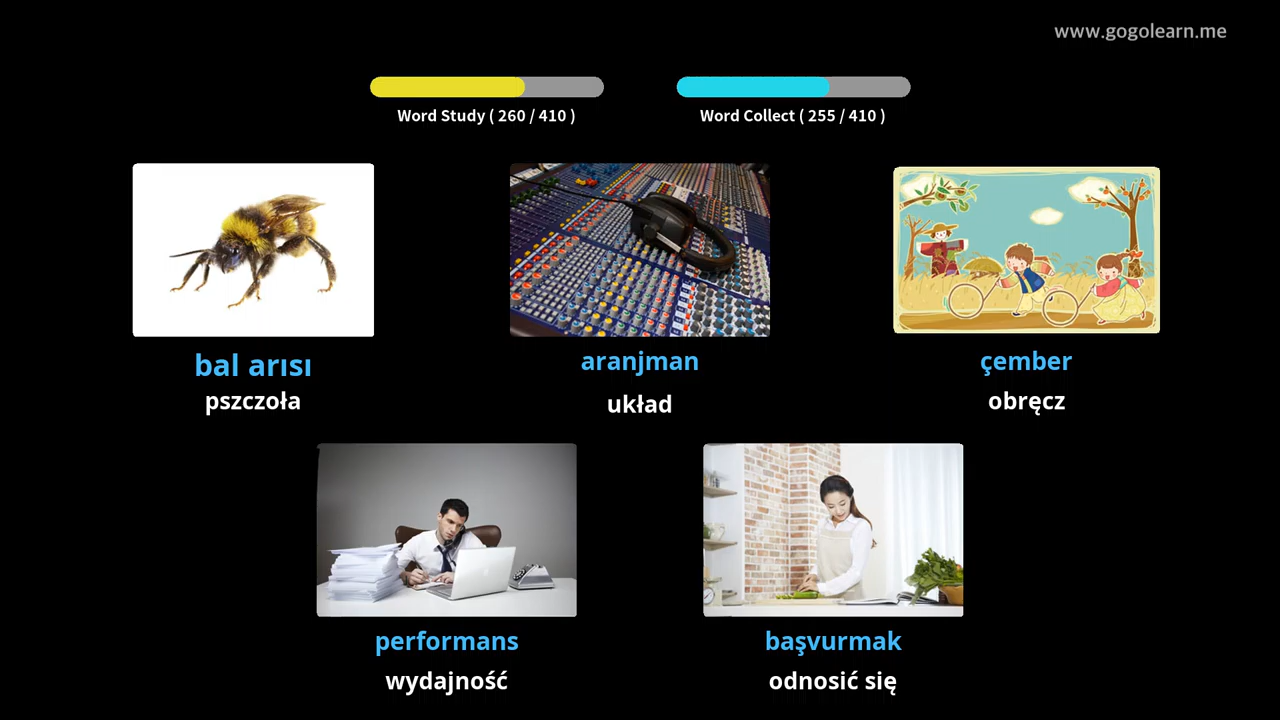 www.gogolearn.me
Word Study ( 260 / 410 )
Word Collect ( 255 / 410 )
bal arısı
pszczoła
aranjman
układ
çember
obręcz
performans
wydajność
başvurmak
odnosić się